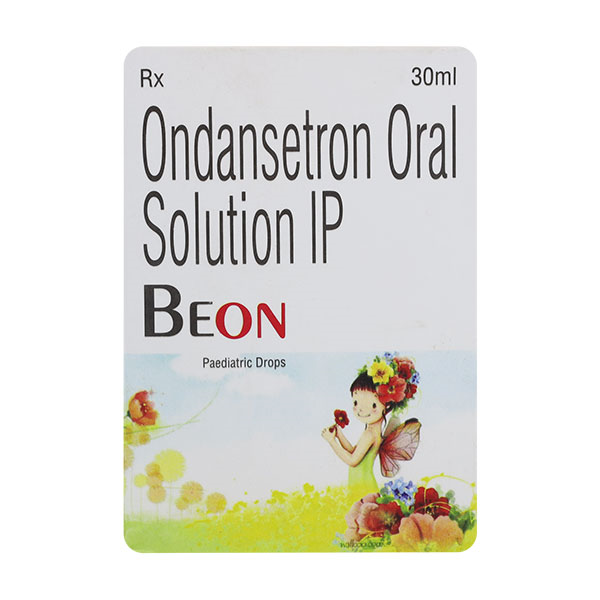 Rx
30ml
Ondansetron Oral
Solution IP
BEON
Paediatric Drops